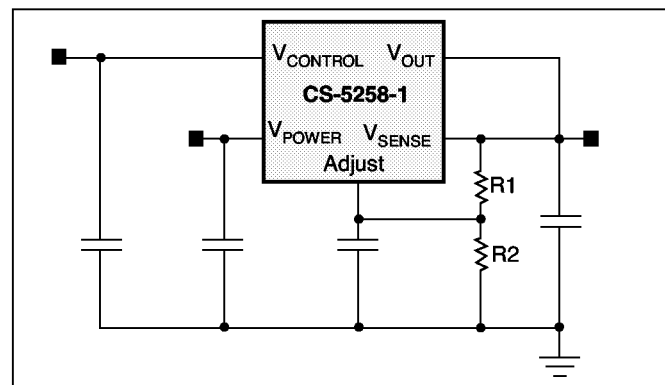 VCONTROL VOUT
CS-5258-1
VPOWER VSENSE
Adjust
R1
R2